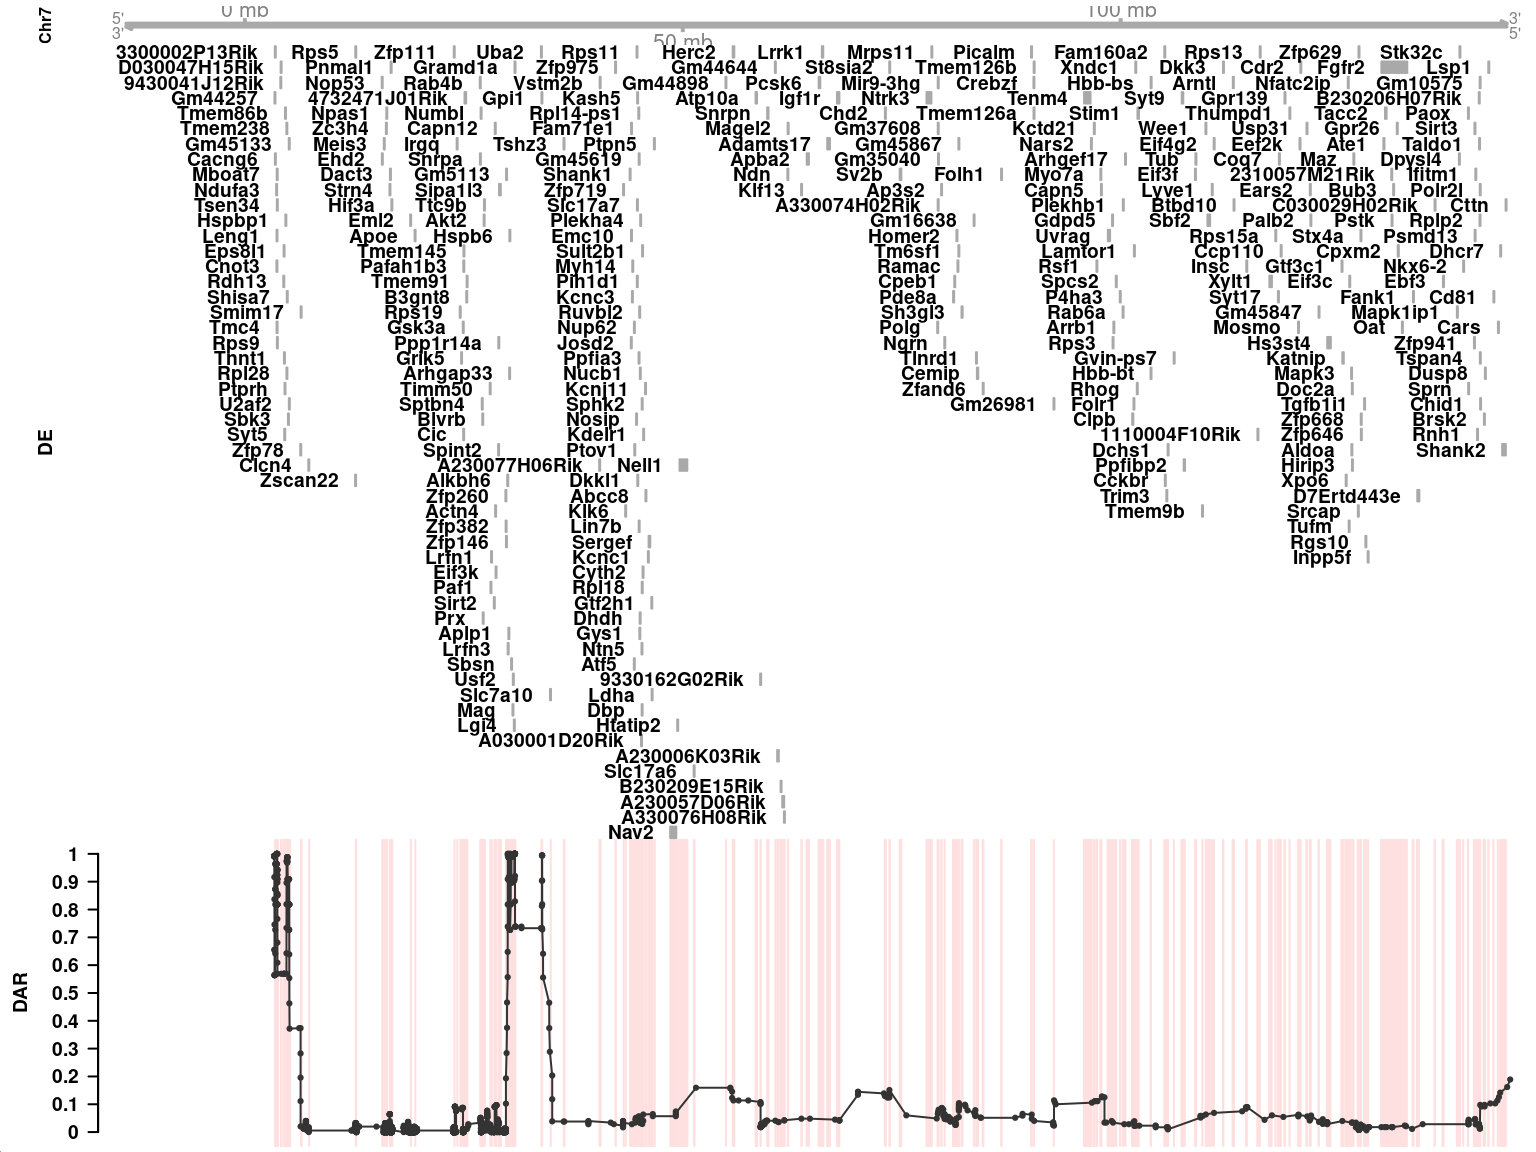 Chr7
5' 0 mb 100 mb 3'
3' 50 mb 5'
3300002P13Rik Rps5 Zfp111 Uba2 Rps11 Herc2 Lrrk1 Mrps11 Picalm Fam160a2 Rps13 Zfp629 Stk32c
D030047H15Rik Pnmal1 Gramd1a Zfp975 Gm44644 St8sia2 Tmem126b Xndc1 Dkk3 Cdr2 Fgfr2 Lsp1
9430041J12Rik Nop53 Rab4b Vstm2b Gm44898 Pcsk6 Mir9-3hg Crebzf Hbb-bs Arntl Nfatc2ip Gm10575
Gm44257 4732471J01Rik Gpi1 Kash5 Atp10a Igf1r Ntrk3 Tenm4 Syt9 Gpr139 B230206H07Rik
Tmem86b Npas1 Numbl Rpl14-ps1 Snrpn Chd2 Tmem126a Stim1 Thumpd1 Tacc2 Paox
Tmem238 Zc3h4 Capn12 Fam71e1 Magel2 Gm37608 Kctd21 Wee1 Usp31 Gpr26 Sirt3
Gm45133 Meis3 Irgq Tshz3 Ptpn5 Adamts17 Gm45867 Nars2 Eif4g2 Eef2k Ate1 Taldo1
Cacng6 Ehd2 Shrpa Gm45619 Apba2 Gm35040 Arhgef17 Tub Coq7 Maz Dpysl4
Mboat7 Dact3 Gm5113 Shank1 Ndn Sv2b Folh1 Myo7a Eif3f 2310057M21Rik Ifitm1
Ndufa3 Strn4 Sipa1l3 Zfp719 Klf13 Ap3s2 Capn5 Lyve1 Ears2 Bub3 Polr2l
Tsen34 Hif3a Ttc9b Slc17a7 A330074H02Rik Plekhb1 Btbd10 C030029H02Rik Cttn
Hspbp1 Eml2 Akt2 Plekha4 Gm16638 Gdpd5 Sbf2 Palb2 Pstk Rplp2
Leng1 Apoe Hspb6 Emc10 Homer2 Uvrag Rps15a Stx4a Psmd13
Eps8l1 Tmem145 Sult2b1 Tm6sf1 Lamtor1 Ccp110 Cpxm2 Dhcr7
Cnot3 Pafah1b3 Myh14 Ramac Rsf1 Insc Gtf3c1 Nkx6-2
Rdh13 Tmem91 Pih1d1 Cpeb1 Spcs2 Xylt1 Eif3c Ebf3
Shisa7 B3gnt8 Kcnc3 Pde8a P4ha3 Syt17 Fank1 Cd81
Smim17 Rps19 Ruvbl2 Sh3gl3 Rab6a Gm45847 Mapk1ip1
Tmc4 Gsk3a Nup62 Polg Arrb1 Mosmo Oat Cars
Rps9 Ppp1r14a Josd2 Ngrn Rps3 Hs3st4 Zfp941
Thnt1 Grik5 Ppfia3 Tlnrd1 Gvin-ps7 Katnip Tspan4
Rpl28 Arhgap33 Nucb1 Cemip Hbb-bt Mapk3 Dusp8
Ptprh Timm50 Kcnj11 Zfand6 Rhog Doc2a Sprn
U2af2 Sptbn4 Sphk2 Gm26981 Folr1 Tgfb1i1 Chid1
Sbk3 Blvrb Nosip Clpb Zfp668 Brsk2
Syt5 Cic Kdelr1 1110004F10Rik Zfp646 Rnh1
Zfp78 Spint2 Ptov1 Dchs1 Aldoa Shank2
Clcn4 A230077H06Rik Nell1 Ppfibp2 Hirip3
Zscan22 Alkbh6 Dkkl1 Cckbr Xpo6
Zfp260 Abcc8 Trim3 D7Ertd443e
Actn4 Klk6 Tmem9b Srcap
Zfp382 Lin7b Tufm
Zfp146 Sergef Rgs10
Lrfn1 Kcnc1 Inpp5f
Eif3k Cyth2
Paf1 Rpl18
Sirt2 Gtf2h1
Prx Dhdh
Aplp1 Gys1
Lrfn3 Ntn5
Sbsn Atf5
Usf2 9330162G02Rik
Slc7a10 Ldha
Mag Dbp
Lgi4 Htatip2
A030001D20Rik
A230006K03Rik
Slc17a6
B230209E15Rik
A230057D06Rik
A330076H08Rik
Nav2
DE
1
0.9
0.8
0.7
0.6
0.5
0.4
0.3
0.2
0.1
0
DAR